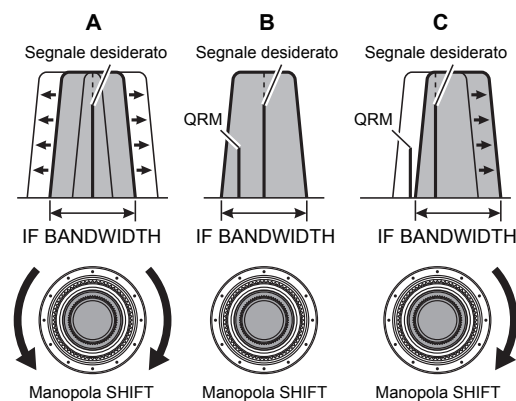 A
B
C
Segnale desiderato
Segnale desiderato
Segnale desiderato
QRM
QRM
IF BANDWIDTH
IF BANDWIDTH
IF BANDWIDTH
Manopola SHIFT
Manopola SHIFT
Manopola SHIFT